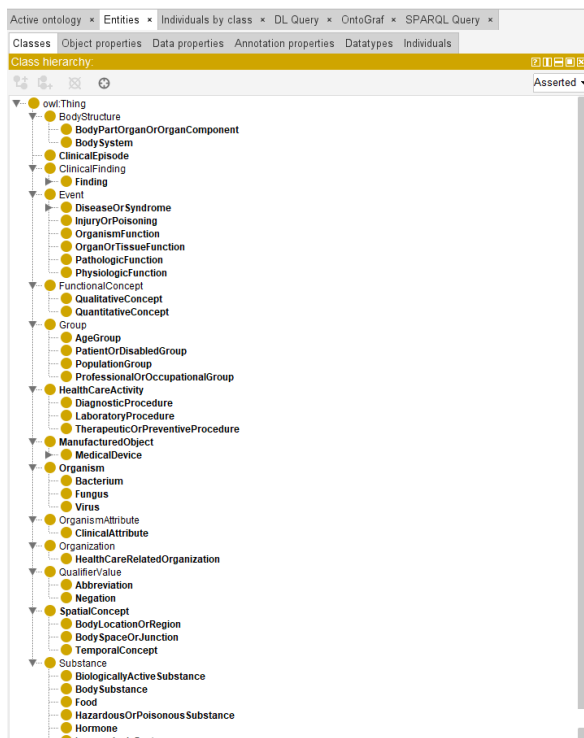 Active ontology × Entities × Individuals by class × DL Query × OntoGraf × SPARQL Query ×
Classes Object properties Data properties Annotation properties Datatypes Individuals
Class hierarchy:
Asserted
owl:Thing
BodyStructure
BodyPartOrganOrOrganComponent
BodySystem
ClinicalEpisode
ClinicalFinding
Finding
Event
DiseaseOrSyndrome
InjuryOrPoisoning
OrganismFunction
OrganOrTissueFunction
PathologicFunction
PhysiologicFunction
FunctionalConcept
QualitativeConcept
QuantitativeConcept
Group
AgeGroup
PatientOrDisabledGroup
PopulationGroup
ProfessionalOrOccupationalGroup
HealthCareActivity
DiagnosticProcedure
LaboratoryProcedure
TherapeuticOrPreventiveProcedure
ManufacturedObject
MedicalDevice
Organism
Bacterium
Fungus
Virus
OrganismAttribute
ClinicalAttribute
Organization
HealthCareRelatedOrganization
QualifierValue
Abbreviation
Negation
SpatialConcept
BodyLocationOrRegion
BodySpaceOrJunction
TemporalConcept
Substance
BiologicallyActiveSubstance
BodySubstance
Food
HazardousOrPoisonousSubstance
Hormone